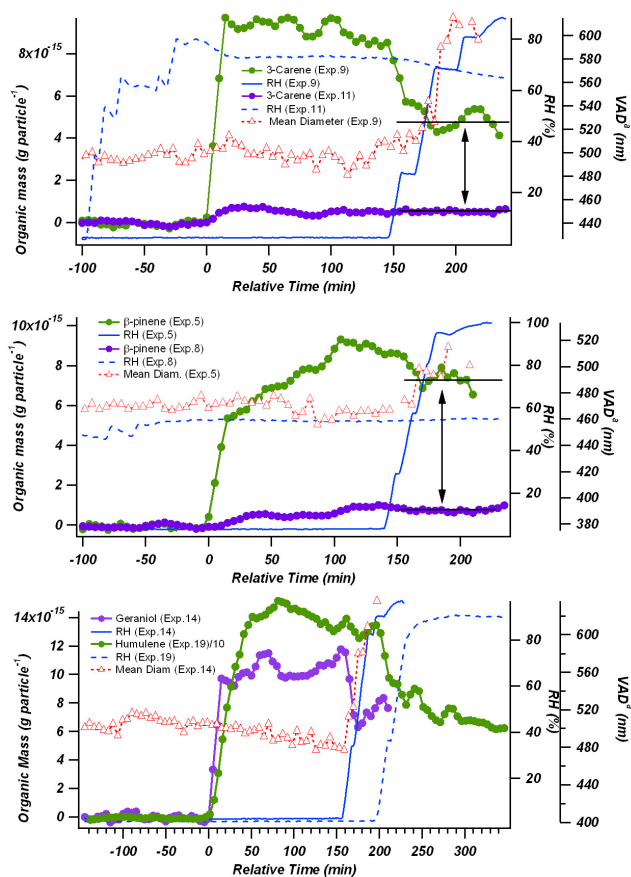 8x10-15
6
4
2
0
Organic mass (g particle-1)
3-Carene (Exp.9)
RH (Exp.9)
3-Carene (Exp.11)
RH (Exp.11)
Mean Diameter (Exp.9)
80
60
40
20
RH (%)
600
580
560
540
520
500
480
460
440
VADa (nm)
-100
-50
0
50
100
150
200
Relative Time (min)
10x10-15
8
6
4
2
0
Organic mass (g particle-1)
β-pinene (Exp.5)
RH (Exp.5)
β-pinene (Exp.8)
RH (Exp.8)
Mean Diam. (Exp.5)
100
80
60
40
20
RH (%)
520
500
480
460
440
420
400
380
VADa (nm)
-100
-50
0
50
100
150
200
Relative Time (min)
14x10-15
12
10
8
6
4
2
0
Organic Mass (g particle-1)
Geraniol (Exp.14)
RH (Exp.14)
Humulene (Exp.19)/10
RH (Exp.19)
Mean Diam (Exp.14)
80
60
40
20
RH (%)
600
560
520
480
440
400
VADa (nm)
-100
-50
0
50
100
150
200
250
300
Relative Time (min)